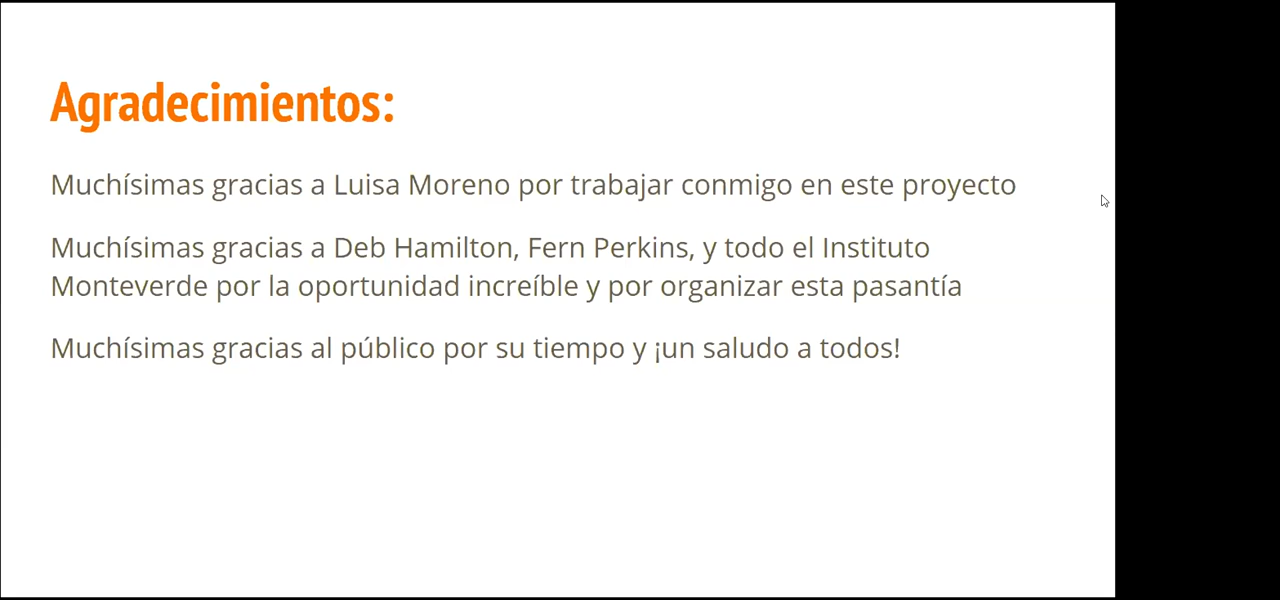 Agradecimientos:
Muchísimas gracias a Luisa Moreno por trabajar conmigo en este proyecto
Muchísimas gracias a Deb Hamilton, Fern Perkins, y todo el Instituto
Monteverde por la oportunidad increíble y por organizar esta pasantía
Muchísimas gracias al público por su tiempo y ¡un saludo a todos!